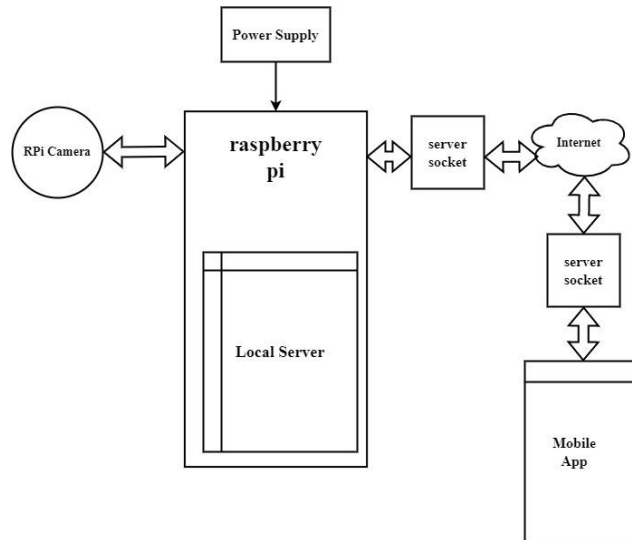 Power Supply
RPi Camera
raspberry
pi
server
socket
Internet
server
socket
Local Server
Mobile
App